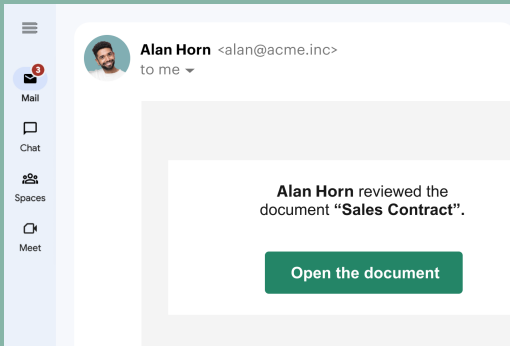 3
Mail
Chat
Spaces
Meet
Alan Horn <alan@acme.inc>
to me
Alan Horn reviewed the
document “Sales Contract”.
Open the document